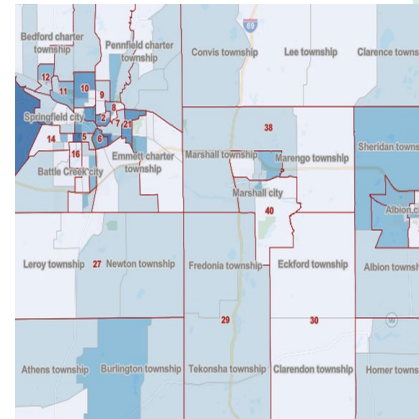 Bedford charter
township
Pennfield charter
township
Convis township
Lee township
Clarence towns
69
12
11
10
9
8
Springfield city
2
7
21
14
5
6
16
Emmett charter
township
Battle Creek city
38
Marshall township
Marengo township
Sheridan towns
Marshall city
40
Albion c
Leroy township
27
Newton township
Fredonia township
Eckford township
Albion towns
29
30
Athens township
Burlington township
Tekonsha township
Clarendon township
Homer towns